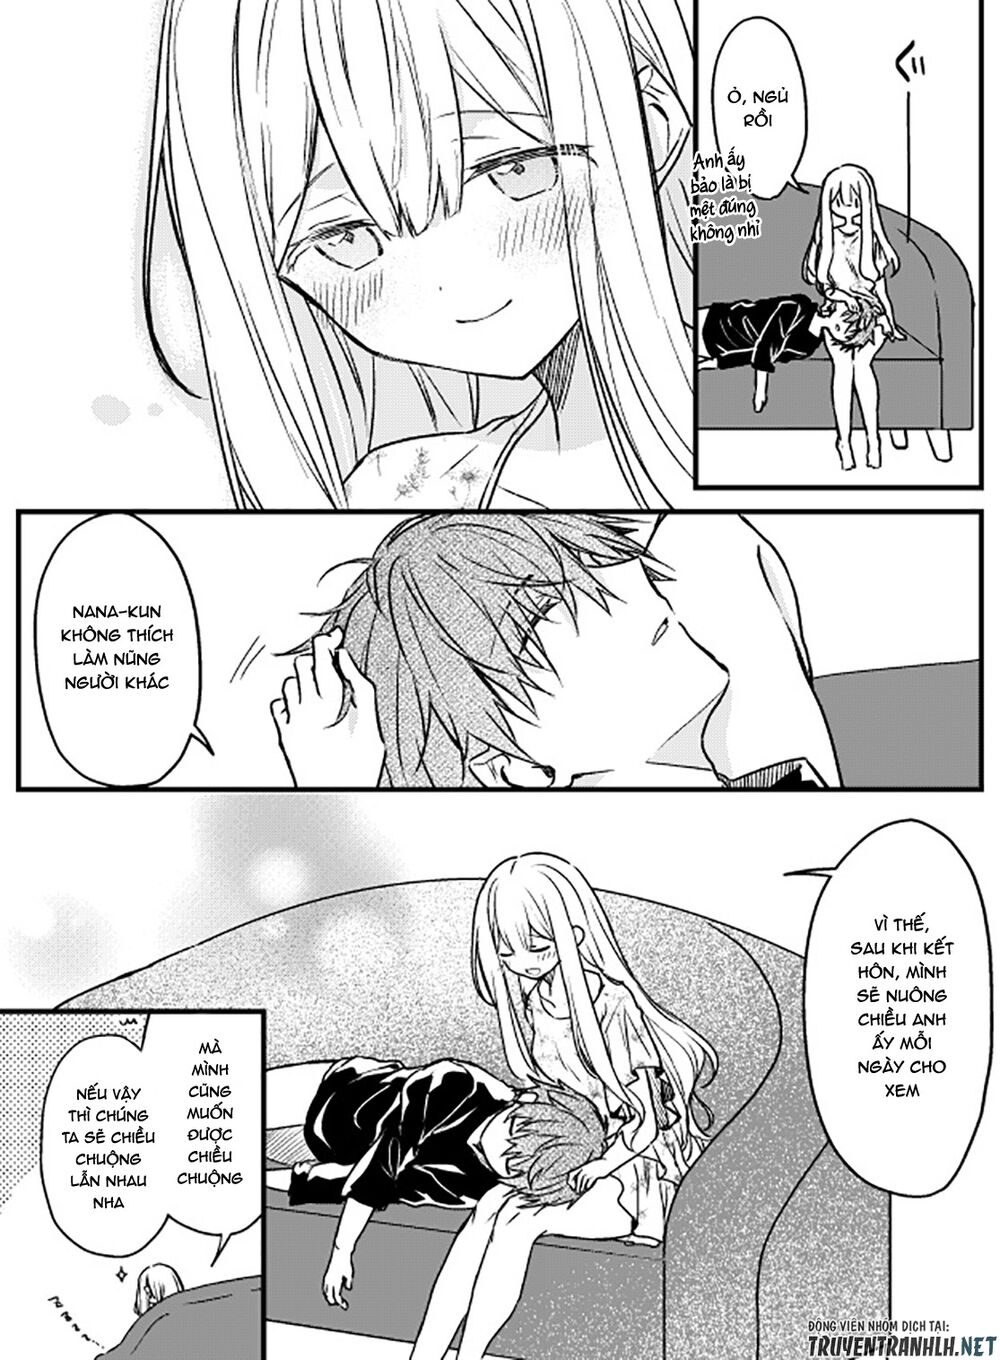 Ò, NGỦ
RỒI
Anh ấy
bảo là bị
mệt đúng
không nhỉ
NANA-KUN
KHÔNG THÍCH
LÀM NŨNG
NGƯỜI KHÁC
VÌ THẾ,
SAU KHI KẾT
HÔN, MÌNH
SẼ NUÔNG
CHIỀU ANH
ẤY MỖI
NGÀY CHO
XEM
MÀ
MÌNH
CŨNG
MUỐN
ĐƯỢC
CHIỀU
CHUỘNG
NẾU VẬY
THÌ CHÚNG
TA SẼ CHIỀU
CHUỘNG
LẪN NHAU
NHA
ĐỘNG VIÊN NHÓM DỊCH TẠI:
TRUYENTRANHLH.NET